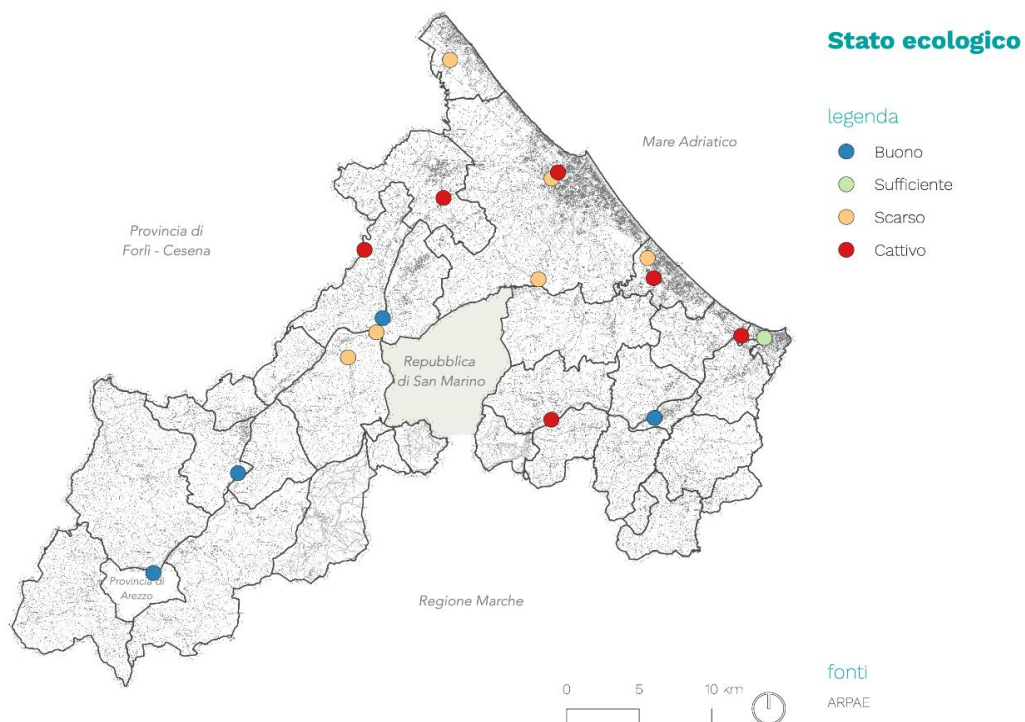 Stato ecologico
legenda
Buono
Sufficiente
Scarso
Cattivo
Mare Adriatico
Provincia di
Forlì - Cesena
Repubblica
di San Marino
Provincia di
Arezzo
Regione Marche
0 5 10 km
fonti
ARPAE